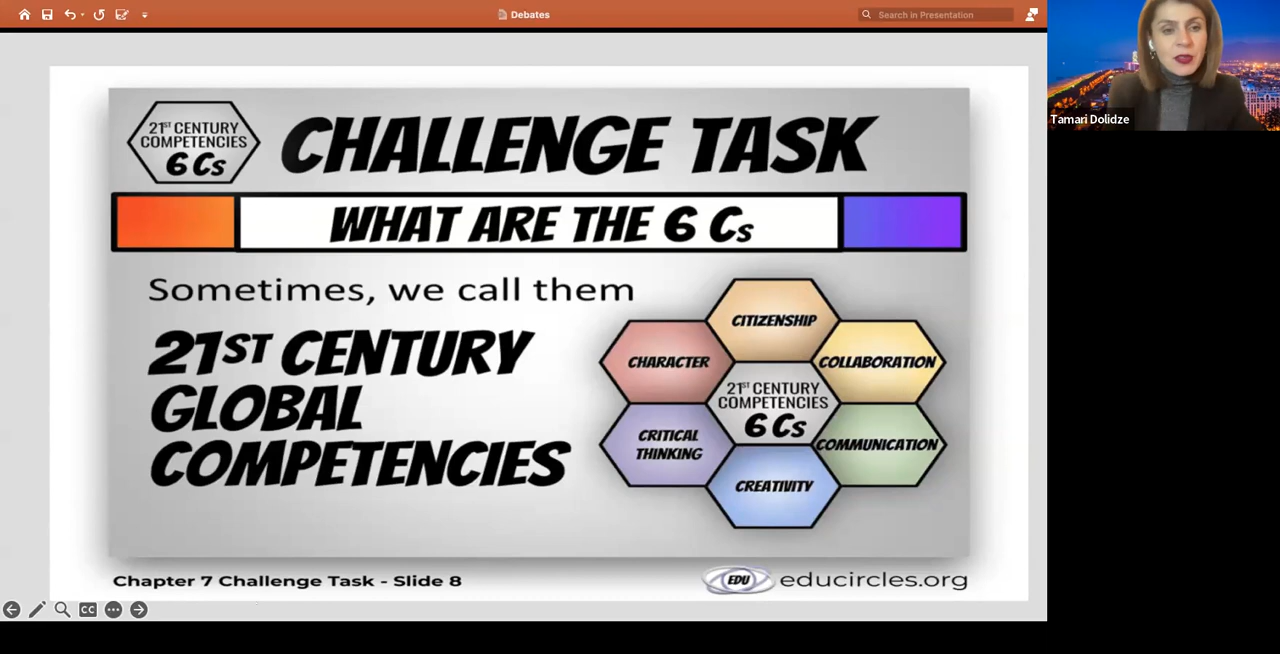 Debates
Search in Presentation
Tamari Dolidze
21ST CENTURY
COMPETENCIES
6 Cs
CHALLENGE TASK
WHAT ARE THE 6 Cs
Sometimes, we call them
21ST CENTURY
GLOBAL
COMPETENCIES
CITIZENSHIP
CHARACTER
COLLABORATION
21ST CENTURY
COMPETENCIES
6 Cs
CRITICAL
THINKING
COMMUNICATION
CREATIVITY
Chapter 7 Challenge Task - Slide 8
EDU
educircles.org
CC